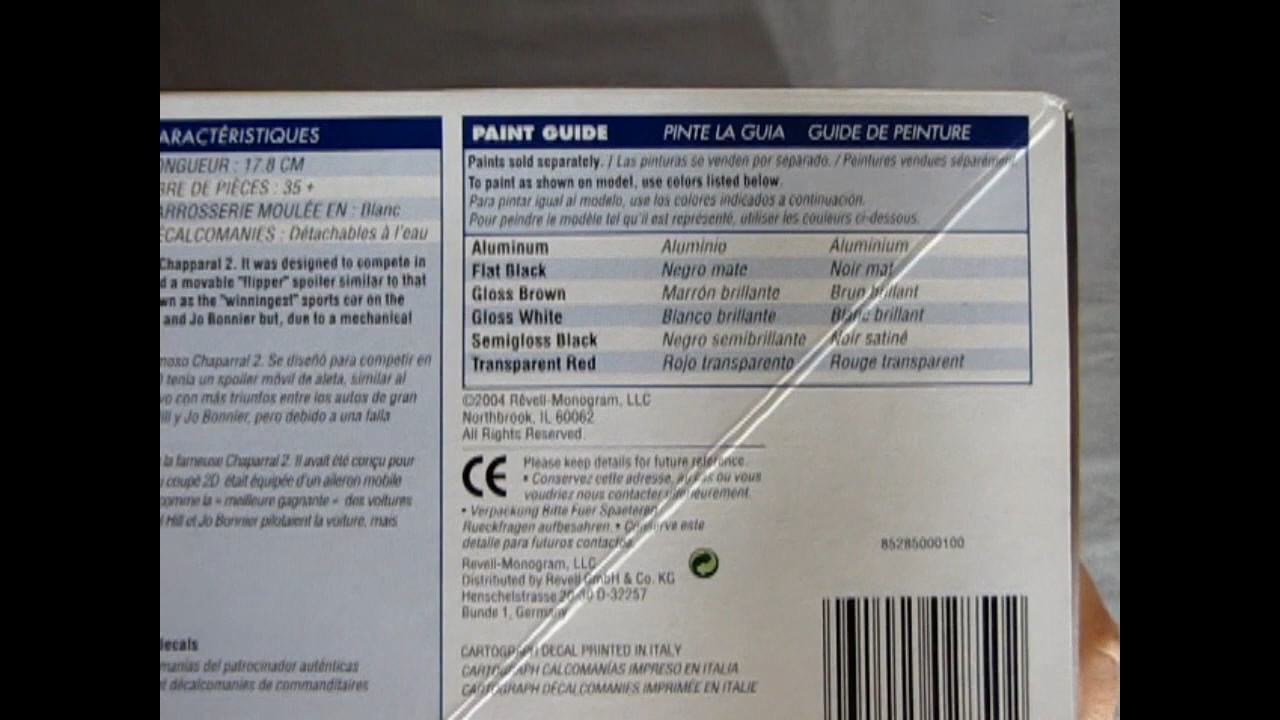 ARACTÉRISTIQUES
ONGUEUR : 17.8 CM
BRE DE PIÈCES : 35 +
ARROSSERIE MOULÉE EN : Blanc
ÉCALCOMANIES : Détachables à l'eau
Chapparal 2. It was designed to compete in
d a movable "flipper" spoiler similar to that
wn as the "winningest" sports car on the
and Jo Bonnier but, due to a mechanical
moso Chaparral 2. Se diseñó para competir en
tenía un spoiler móvil de aleta, similar al
vo con más triunfos entre los autos de gran
ill y Jo Bonnier, pero debido a una falla
la fameuse Chaparral 2. Il avait été conçu pour
coupé 2D était équipée d'un aileron mobile
comme la « meilleure gagnante » des voitures
l Hill et Jo Bonnier pilotaient la voiture, mais
decals
manias del patrocinador auténticas
et décalcomanies de commanditaires
PAINT GUIDE PINTE LA GUIA GUIDE DE PEINTURE
Paints sold separately. / Las pinturas se venden por separado. / Peintures vendues séparément.
To paint as shown on model, use colors listed below.
Para pintar igual al modelo, use los colores indicados a continuación.
Pour peindre le modèle tel qu'il est représenté, utiliser les couleurs ci-dessous.
Aluminum Aluminio Aluminium
Flat Black Negro mate Noir mat
Gloss Brown Marrón brillante Brun brillant
Gloss White Blanco brillante Blanc brillant
Semigloss Black Negro semibrillante Noir satiné
Transparent Red Rojo transparente Rouge transparent
©2004 Revell-Monogram, LLC
Northbrook, IL 60062
All Rights Reserved.
CE
Please keep details for future reference.
• Conservez cette adresse, au cas ou vous
voudriez nous contacter ulterieurement.
• Verpackung Bitte Fuer Spaeteren
Rueckfragen aufbesahren. • Conserve este
detalle para futuros contactos.
Revell-Monogram, LLC
Distributed by Revell GmbH & Co. KG
Henschelstrasse 20-30 D-32257
Bunde 1, Germany
CARTOGRAPH DECAL PRINTED IN ITALY
CARTOGRAPH CALCOMANÍAS IMPRESO EN ITALIA
CARTOGRAPH DÉCALCOMANIES IMPRIMÉE EN ITALIE
85285000100